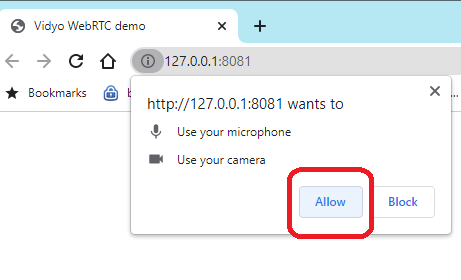 Vidyo WebRTC demo
127.0.0.1:8081
Bookmarks
http://127.0.0.1:8081 wants to
Use your microphone
Use your camera
Allow Block